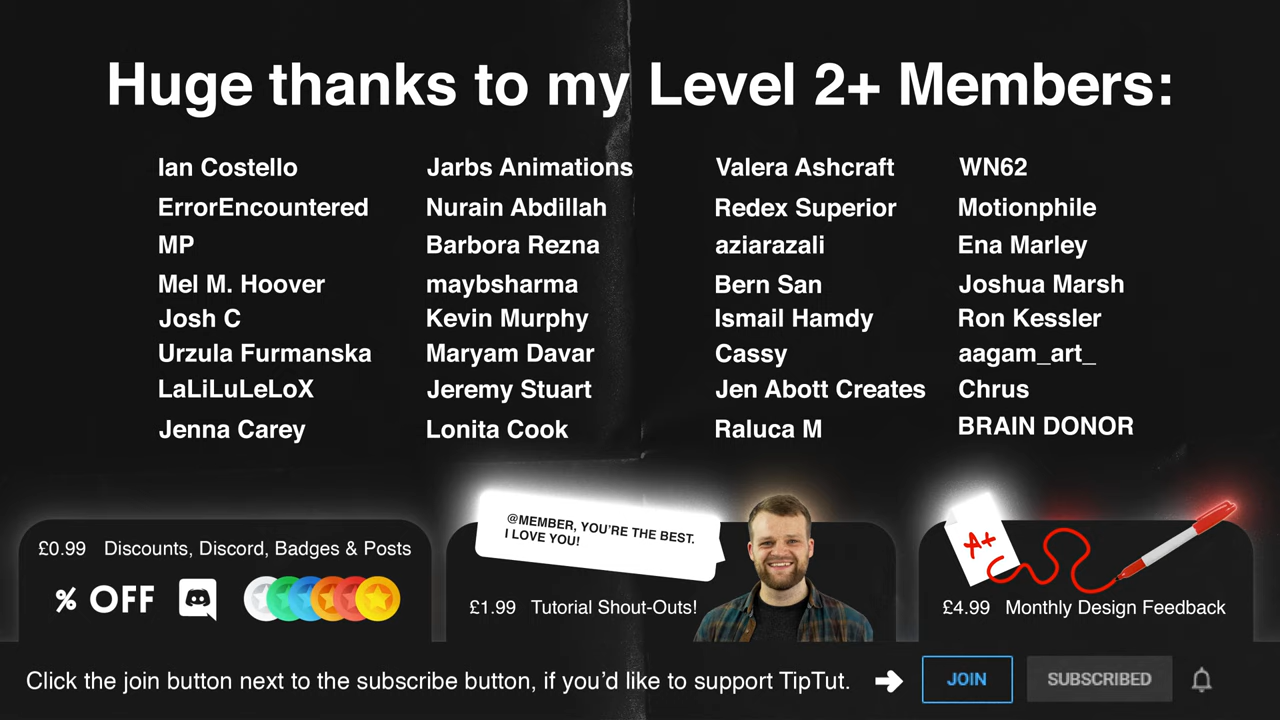 Huge thanks to my Level 2+ Members:
Ian Costello
ErrorEncountered
MP
Mel M. Hoover
Josh C
Urzula Furmanska
LaLiLuLeLoX
Jenna Carey
Jarbs Animations
Nurain Abdillah
Barbora Rezna
maybsharma
Kevin Murphy
Maryam Davar
Jeremy Stuart
Lonita Cook
Valera Ashcraft
Redex Superior
aziarazali
Bern San
Ismail Hamdy
Cassy
Jen Abott Creates
Raluca M
WN62
Motionphile
Ena Marley
Joshua Marsh
Ron Kessler
aagam_art_
Chrus
BRAIN DONOR
£0.99 Discounts, Discord, Badges & Posts
% OFF
@MEMBER, YOU'RE THE BEST.
I LOVE YOU!
£1.99 Tutorial Shout-Outs!
A+
£4.99 Monthly Design Feedback
Click the join button next to the subscribe button, if you'd like to support TipTut.
JOIN
SUBSCRIBED